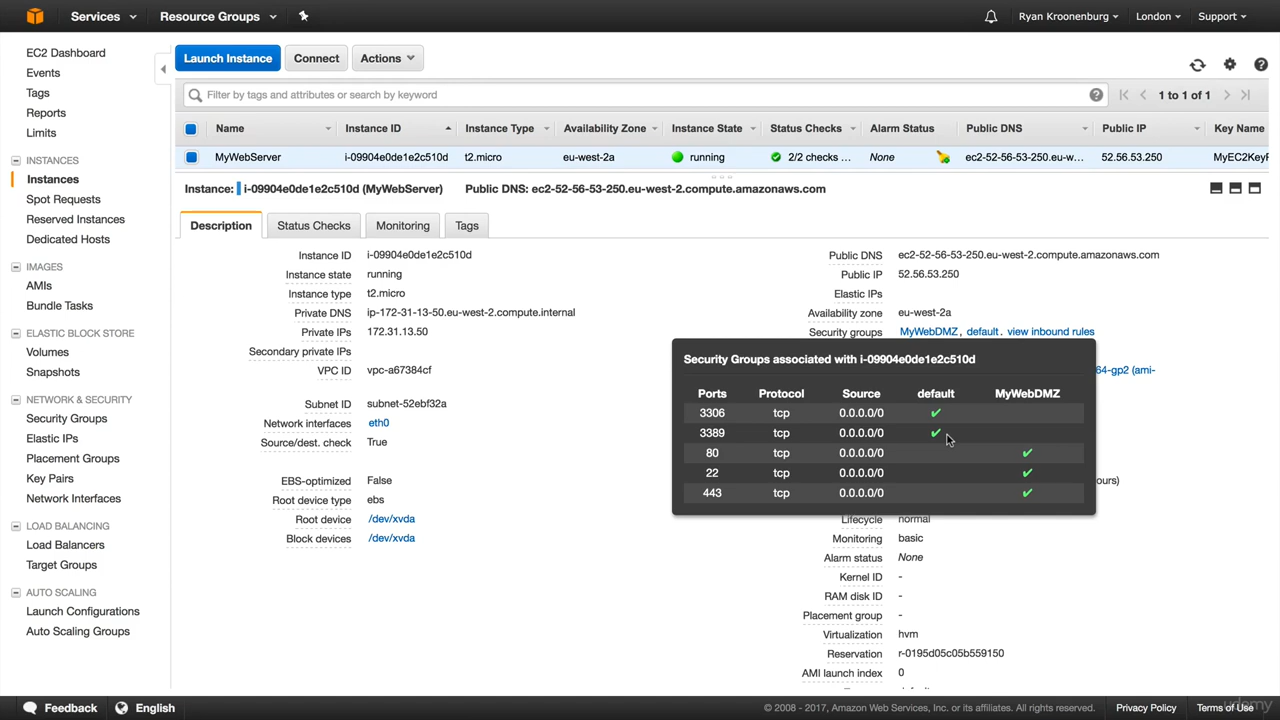 Services Resource Groups Ryan Kroonenburg London Support
EC2 Dashboard
Events
Tags
Reports
Limits
INSTANCES
Instances
Spot Requests
Reserved Instances
Dedicated Hosts
IMAGES
AMIs
Bundle Tasks
ELASTIC BLOCK STORE
Volumes
Snapshots
NETWORK & SECURITY
Security Groups
Elastic IPs
Placement Groups
Key Pairs
Network Interfaces
LOAD BALANCING
Load Balancers
Target Groups
AUTO SCALING
Launch Configurations
Auto Scaling Groups
Launch Instance Connect Actions
Filter by tags and attributes or search by keyword 1 to 1 of 1
Name Instance ID Instance Type Availability Zone Instance State Status Checks Alarm Status Public DNS Public IP Key Name
MyWebServer i-09904e0de1e2c510d t2.micro eu-west-2a running 2/2 checks ... None ec2-52-56-53-250.eu-w... 52.56.53.250 MyEC2KeyF
Instance: i-09904e0de1e2c510d (MyWebServer) Public DNS: ec2-52-56-53-250.eu-west-2.compute.amazonaws.com
Description Status Checks Monitoring Tags
Instance ID i-09904e0de1e2c510d
Instance state running
Instance type t2.micro
Private DNS ip-172-31-13-50.eu-west-2.compute.internal
Private IPs 172.31.13.50
Secondary private IPs
VPC ID vpc-a67384cf
Subnet ID subnet-52ebf32a
Network interfaces eth0
Source/dest. check True
EBS-optimized False
Root device type ebs
Root device /dev/xvda
Block devices /dev/xvda
Public DNS ec2-52-56-53-250.eu-west-2.compute.amazonaws.com
Public IP 52.56.53.250
Elastic IPs
Availability zone eu-west-2a
Security groups MyWebDMZ, default. view inbound rules
Security Groups associated with i-09904e0de1e2c510d
64-gp2 (ami-
Ports Protocol Source default MyWebDMZ
3306 tcp 0.0.0.0/0 ✔
3389 tcp 0.0.0.0/0 ✔
80 tcp 0.0.0.0/0 ✔
22 tcp 0.0.0.0/0 ✔
443 tcp 0.0.0.0/0 ✔
ours)
Lifecycle normal
Monitoring basic
Alarm status None
Kernel ID -
RAM disk ID -
Placement group -
Virtualization hvm
Reservation r-0195d05c05b559150
AMI launch index 0
Feedback English © 2008 - 2017, Amazon Web Services, Inc. or its affiliates. All rights reserved. Privacy Policy Terms of Use
udemy